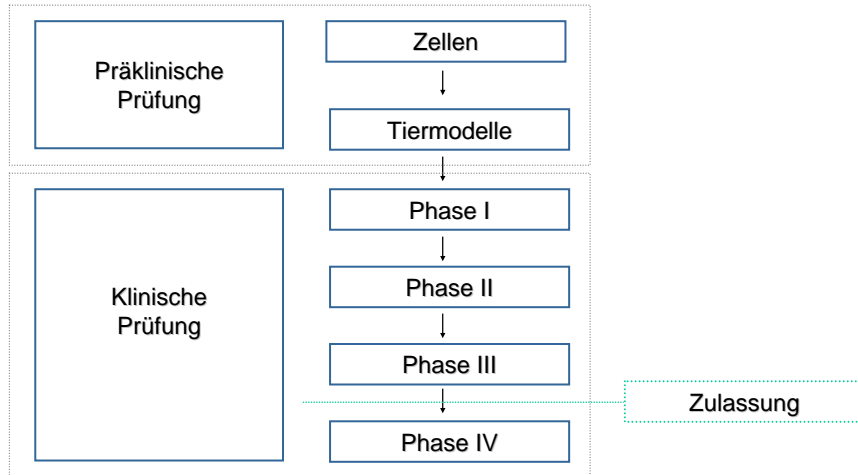 Präklinische
Prüfung
Zellen
Tiermodelle
Klinische
Prüfung
Phase I
Phase II
Phase III
Zulassung
Phase IV